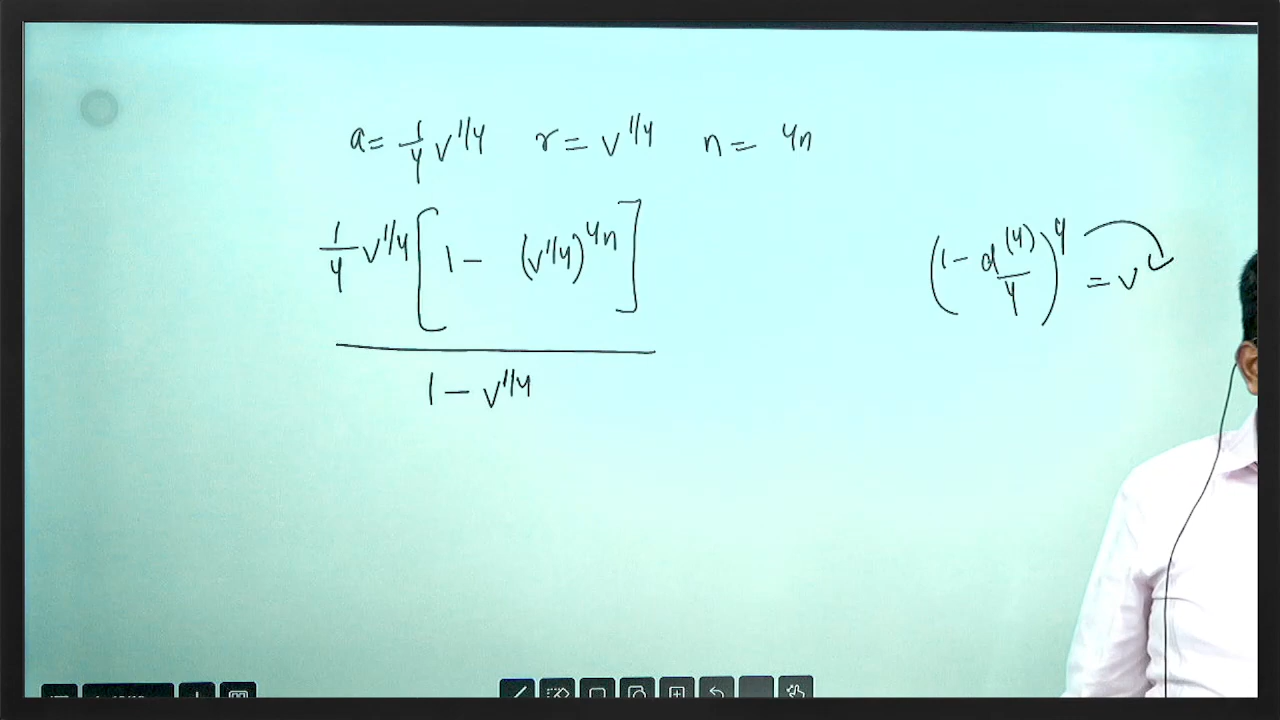 a = 1/4 v^1/4 r = v^1/4 n = 4n
1/4 v^1/4 [1 - (v^1/4)^4n]
1 - v^1/4
(1 - d^(4)/4)^4 = v